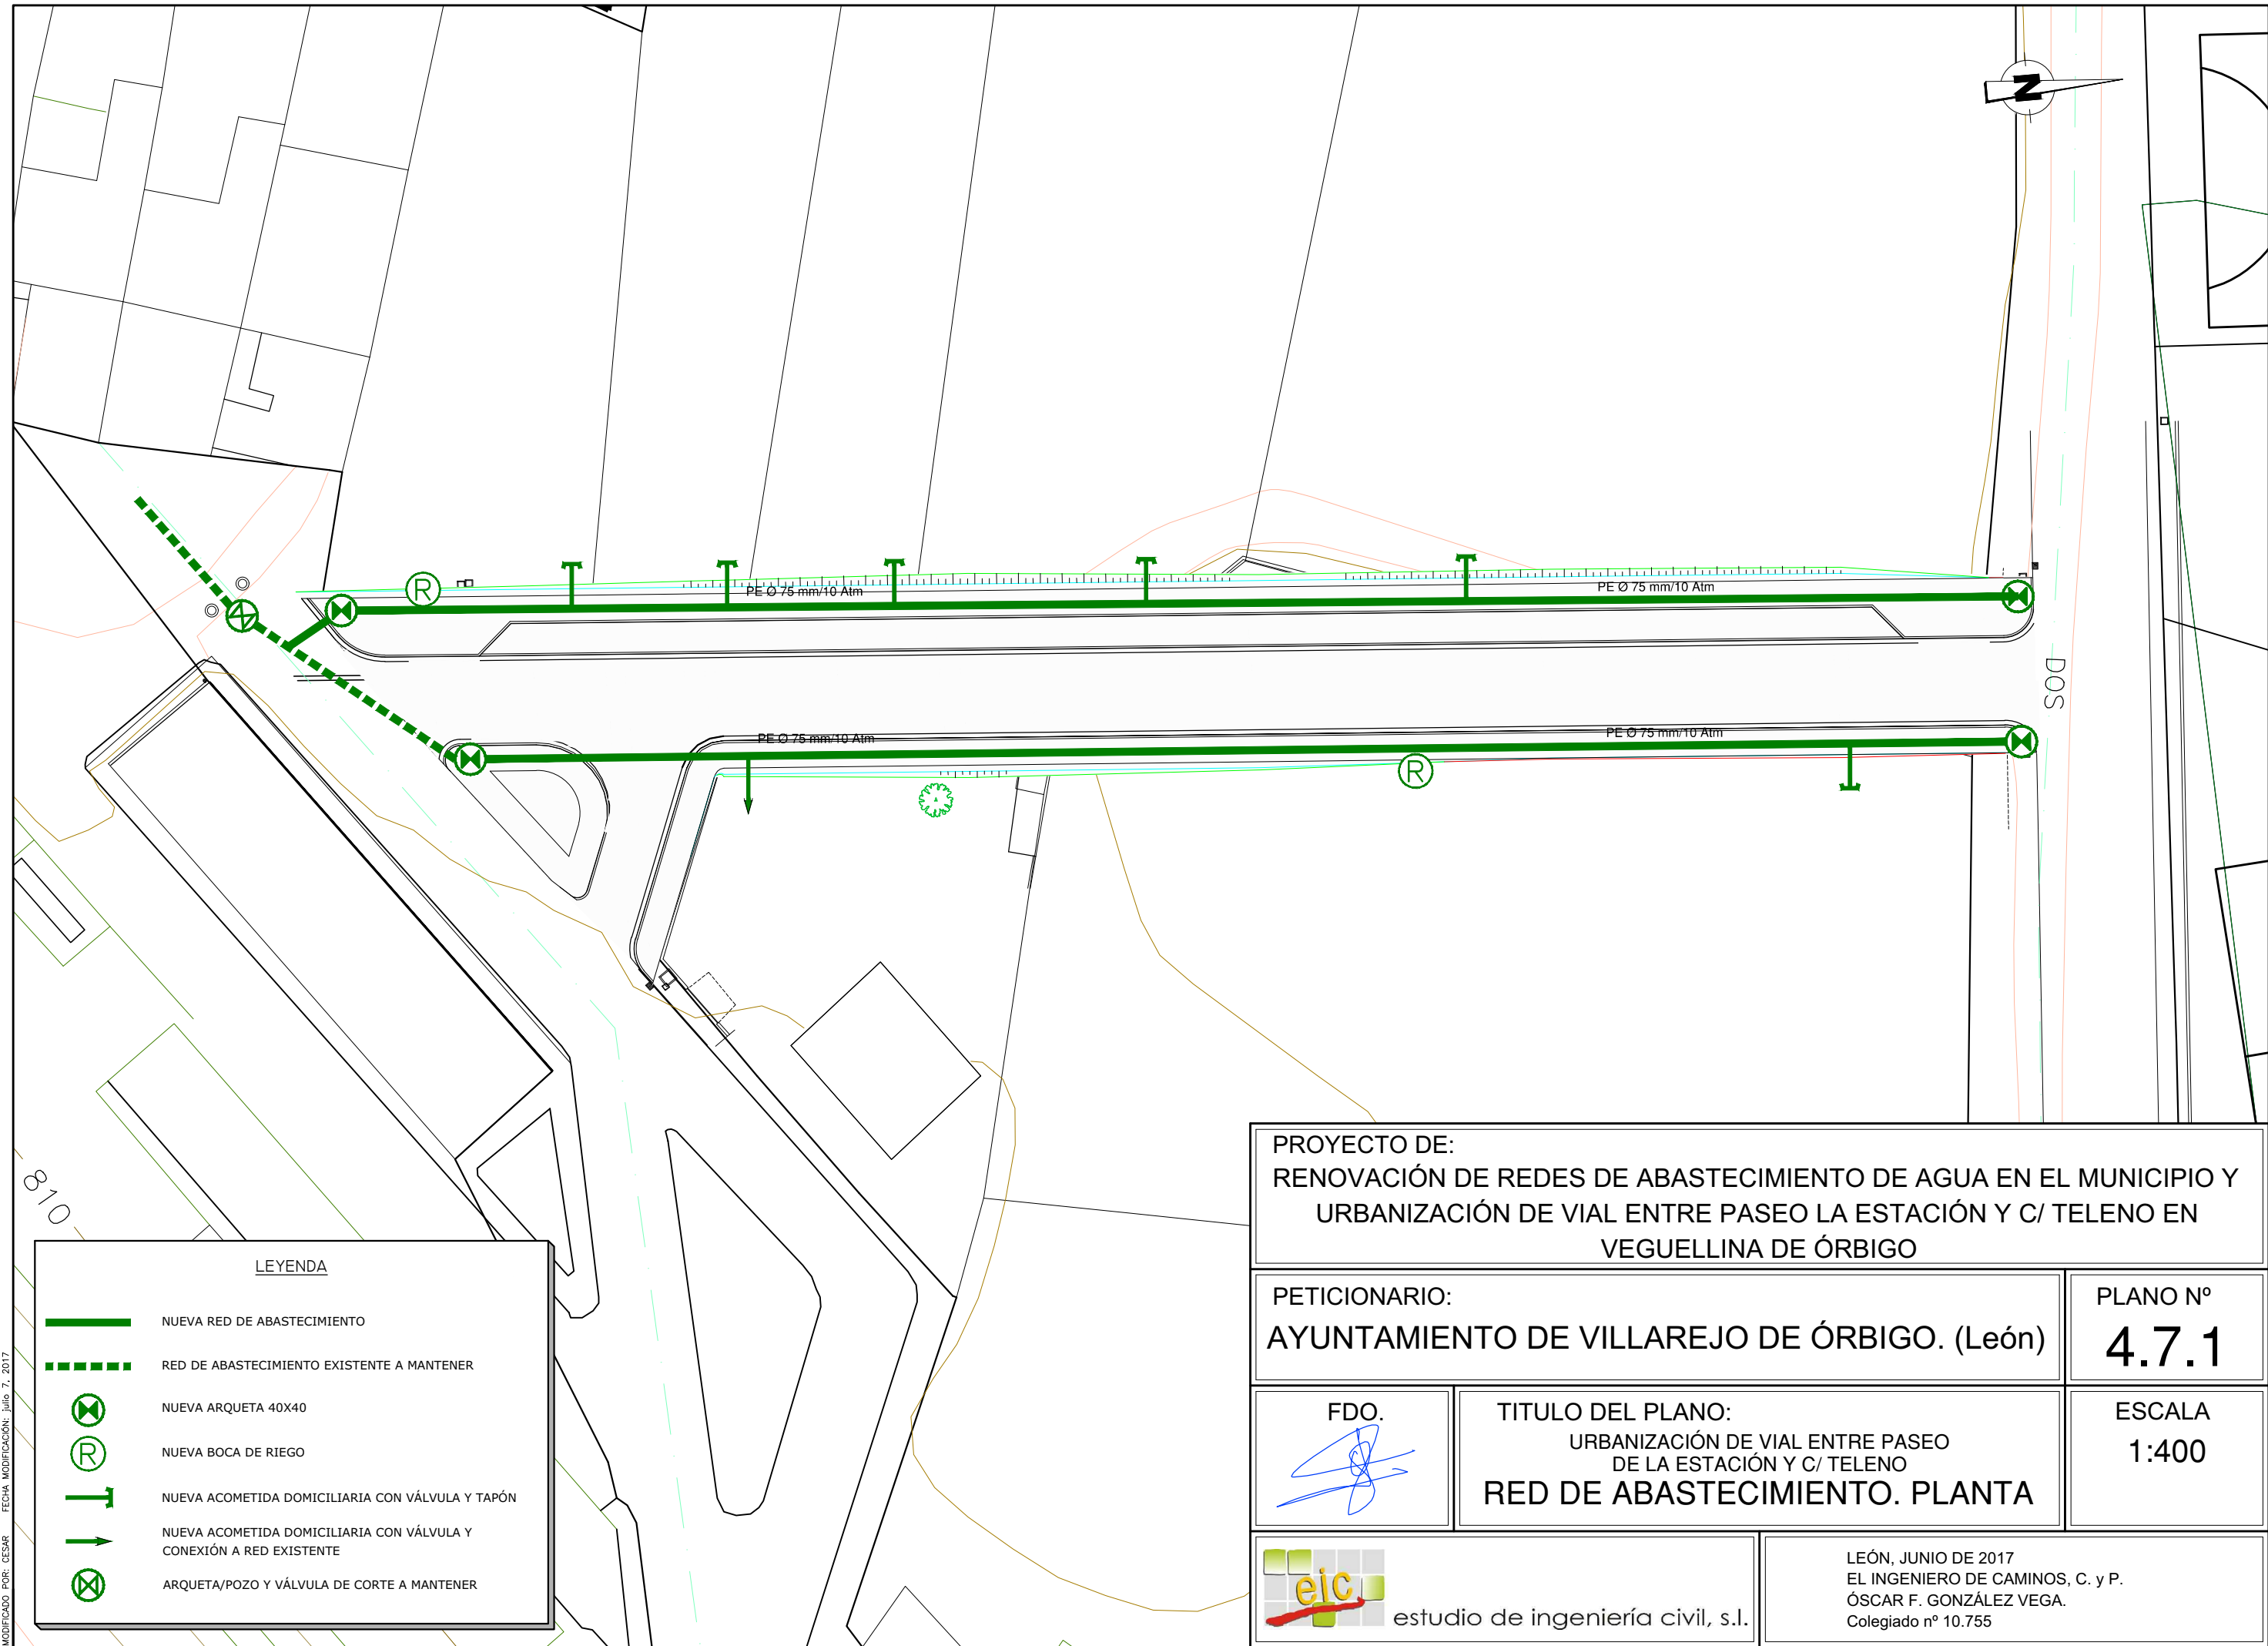 N
R
PE Ø 75 mm/10 Atm
PE Ø 75 mm/10 Atm
DOS
PE Ø 75 mm/10 Atm
PE Ø 75 mm/10 Atm
R
810
LEYENDA
NUEVA RED DE ABASTECIMIENTO
RED DE ABASTECIMIENTO EXISTENTE A MANTENER
NUEVA ARQUETA 40X40
R
NUEVA BOCA DE RIEGO
NUEVA ACOMETIDA DOMICILIARIA CON VÁLVULA Y TAPÓN
NUEVA ACOMETIDA DOMICILIARIA CON VÁLVULA Y
CONEXIÓN A RED EXISTENTE
ARQUETA/POZO Y VÁLVULA DE CORTE A MANTENER
MODIFICADO POR: CESAR FECHA MODIFICACIÓN: julio 7, 2017
PROYECTO DE:
RENOVACIÓN DE REDES DE ABASTECIMIENTO DE AGUA EN EL MUNICIPIO Y
URBANIZACIÓN DE VIAL ENTRE PASEO LA ESTACIÓN Y C/ TELENO EN
VEGUELLINA DE ÓRBIGO
PETICIONARIO:
AYUNTAMIENTO DE VILLAREJO DE ÓRBIGO. (León)
PLANO Nº
4.7.1
FDO.
TITULO DEL PLANO:
URBANIZACIÓN DE VIAL ENTRE PASEO
DE LA ESTACIÓN Y C/ TELENO
RED DE ABASTECIMIENTO. PLANTA
ESCALA
1:400
eic
estudio de ingeniería civil, s.l.
LEÓN, JUNIO DE 2017
EL INGENIERO DE CAMINOS, C. y P.
ÓSCAR F. GONZÁLEZ VEGA.
Colegiado nº 10.755